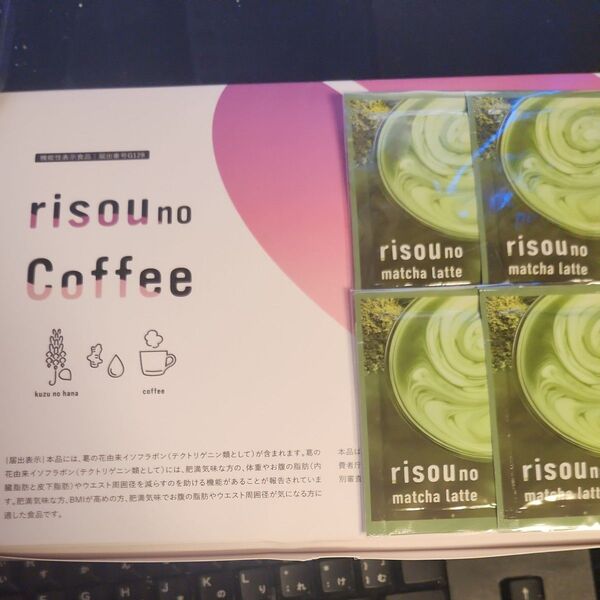 機能性表示食品｜届出番号G129
risou no
Coffee
kuzu no hana
coffee
［届出表示］本品には、葛の花由来イソフラボン(テクトリゲニン類として)が含まれます。葛の
花由来イソフラボン(テクトリゲニン類として)には、肥満気味な方の、体重やお腹の脂肪(内
臓脂肪と皮下脂肪)やウエスト周囲径を減らすのを助ける機能があることが報告されていま
す。肥満気味な方、BMIが高めの方、肥満気味でお腹の脂肪やウエスト周囲径が気になる方に
適した食品です。
本品は
費者庁
別審査
risou no
matcha latte
risou no
matcha latte
risou no
matcha latte
risou no
matcha latte